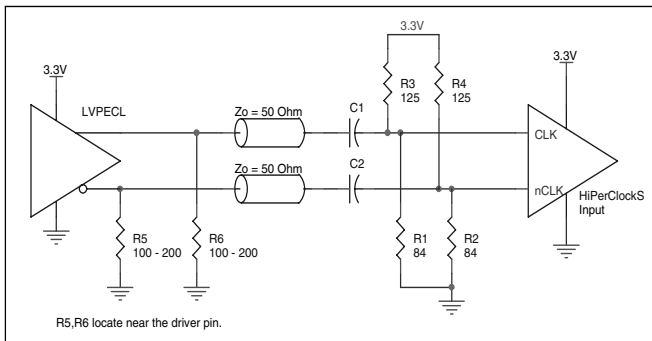 3.3V
3.3V
3.3V
LVPECL
Zo = 50 Ohm
C1
R3
125
R4
125
CLK
Zo = 50 Ohm
C2
nCLK
HiPerClockS
Input
R5
100 - 200
R6
100 - 200
R1
84
R2
84
R5,R6 locate near the driver pin.